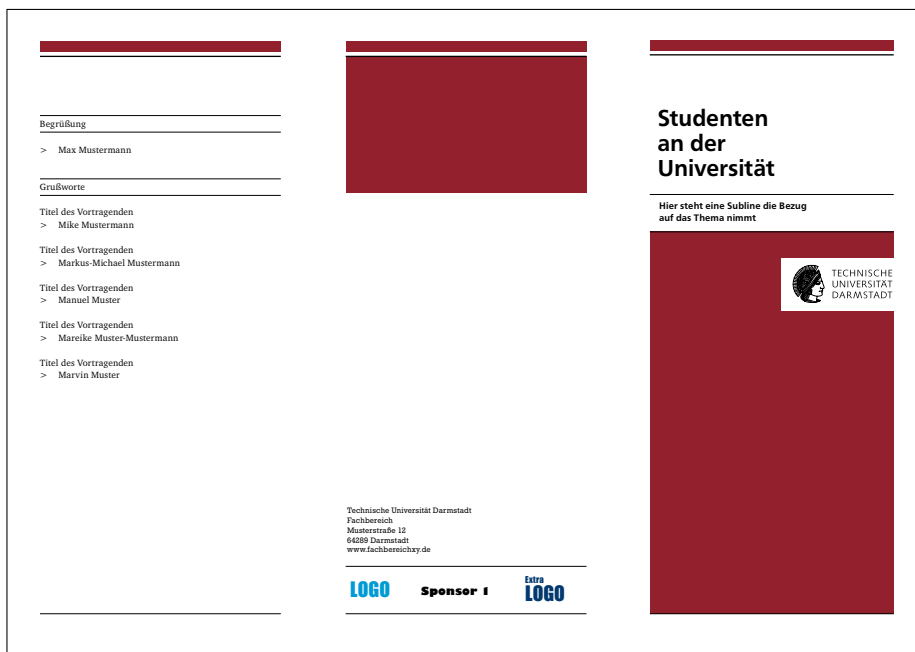 Begrüßung
> Max Mustermann
Grußworte
Titel des Vortragenden
> Mike Mustermann
Titel des Vortragenden
> Markus-Michael Mustermann
Titel des Vortragenden
> Manuel Muster
Titel des Vortragenden
> Mareike Muster-Mustermann
Titel des Vortragenden
> Marvin Muster
Technische Universität Darmstadt
Fachbereich
Musterstraße 12
64289 Darmstadt
www.fachbereichxy.de
LOGO
Sponsor 1
Extra
LOGO
Studenten
an der
Universität
Hier steht eine Subline die Bezug
auf das Thema nimmt
TECHNISCHE
UNIVERSITÄT
DARMSTADT